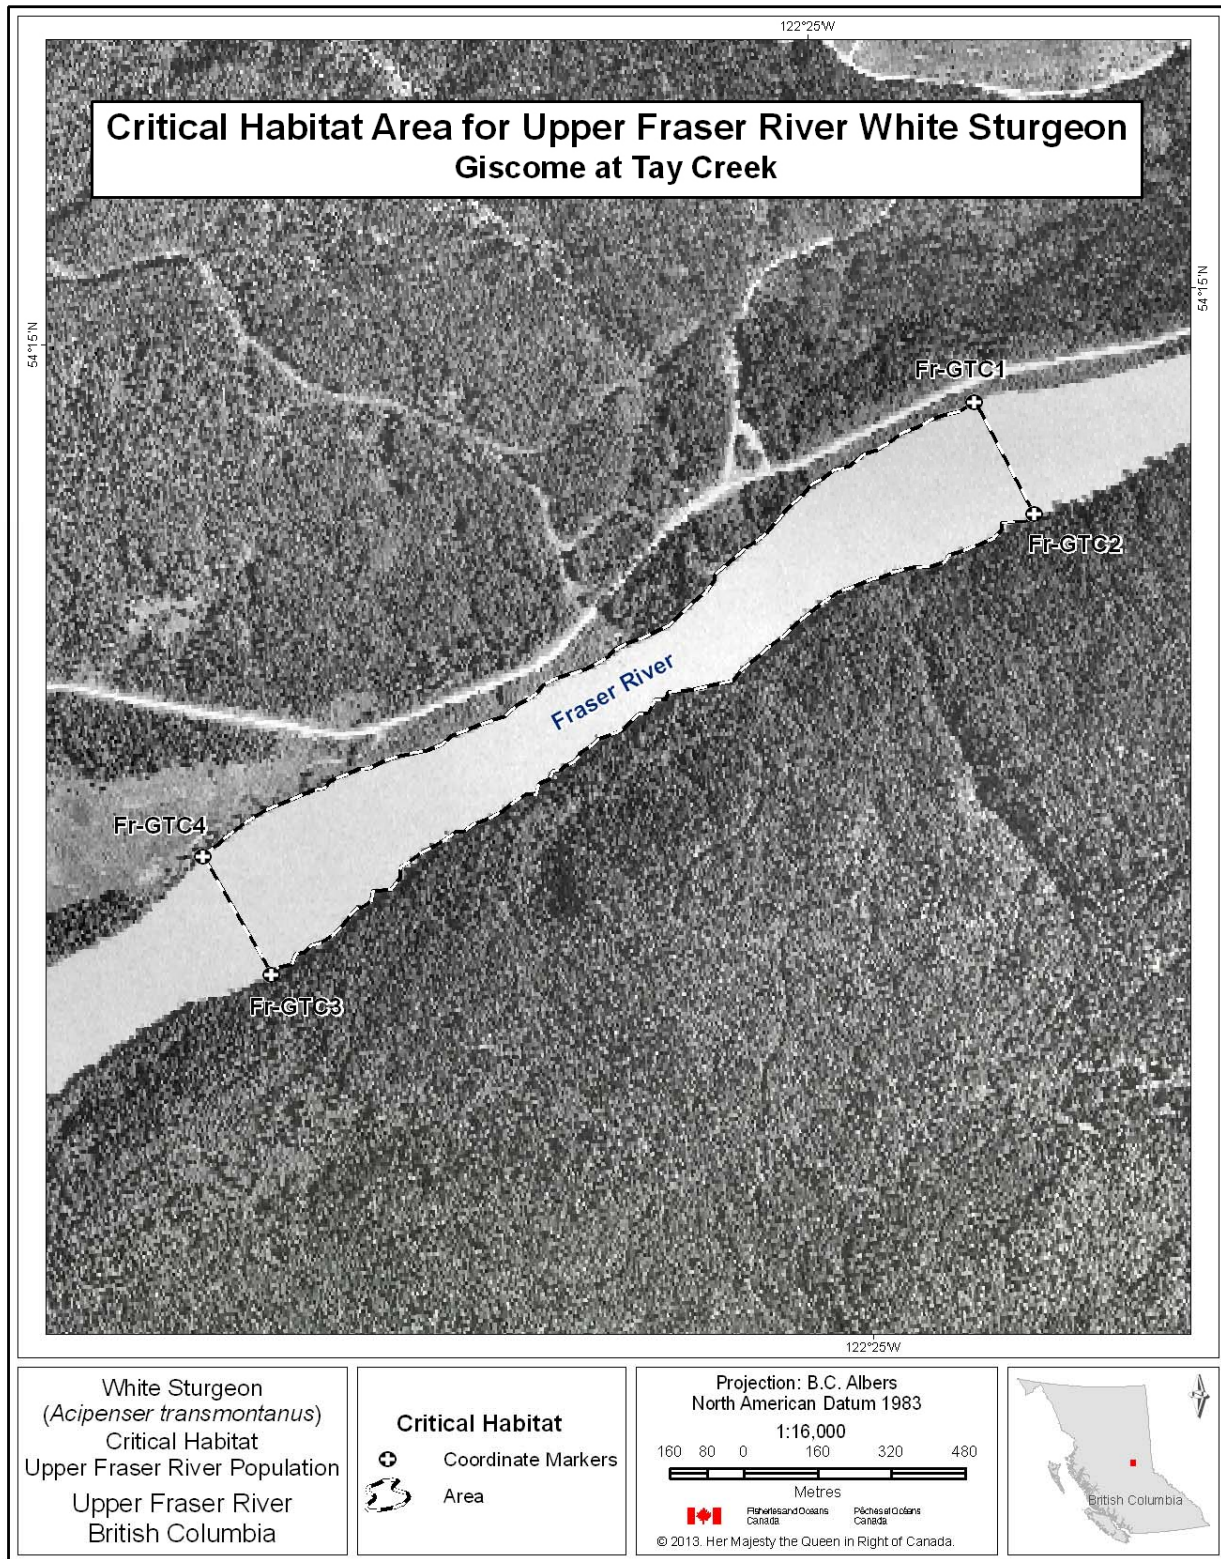 122°25'W
Critical Habitat Area for Upper Fraser River White Sturgeon
Giscome at Tay Creek
54°15'N
54°15'N
Fr-GTC1
Fr-GTC2
Fraser River
Fr-GTC4
Fr-GTC3
122°25'W
White Sturgeon
(Acipenser transmontanus)
Critical Habitat
Upper Fraser River Population
Upper Fraser River
British Columbia
Critical Habitat
Coordinate Markers
Area
Projection: B.C. Albers
North American Datum 1983
1:16,000
160 80 0 160 320 480
Metres
Fisheries and Oceans
Canada
Pêches et Océans
Canada
© 2013. Her Majesty the Queen in Right of Canada.
British Columbia